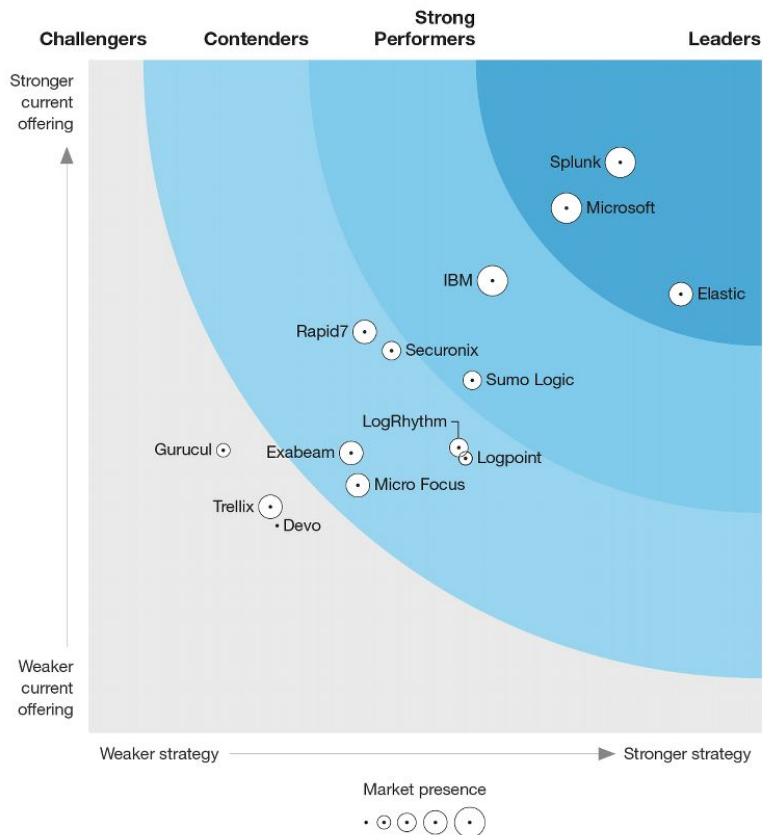 Challengers
Contenders
Strong
Performers
Leaders
Stronger
current
offering
Splunk
Microsoft
IBM
Elastic
Rapid7
Securonix
Sumo Logic
LogRhythm
Gurucul
Exabeam
Logpoint
Micro Focus
Trellix
Devo
Weaker
current
offering
Weaker strategy
Stronger strategy
Market presence